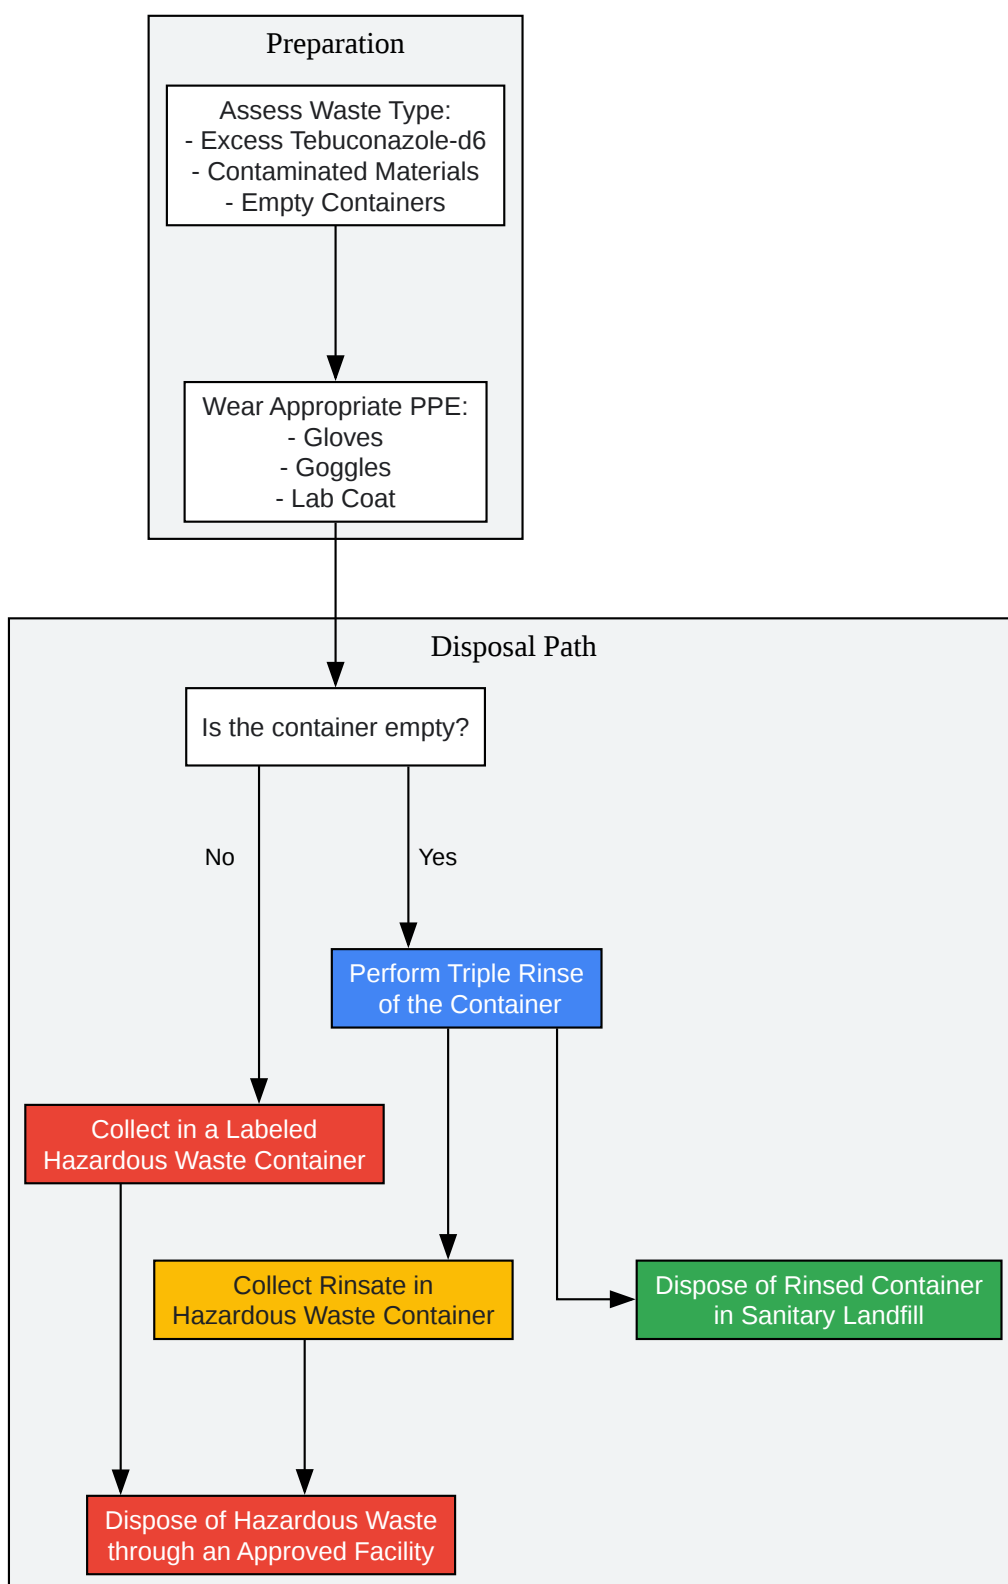 Preparation
Assess Waste Type:
- Excess Tebuconazole-d6
- Contaminated Materials
- Empty Containers
Wear Appropriate PPE:
- Gloves
- Goggles
- Lab Coat
Disposal Path
Is the container empty?
No
Yes
Perform Triple Rinse
of the Container
Collect in a Labeled
Hazardous Waste Container
Collect Rinsate in
Hazardous Waste Container
Dispose of Rinsed Container
in Sanitary Landfill
Dispose of Hazardous Waste
through an Approved Facility